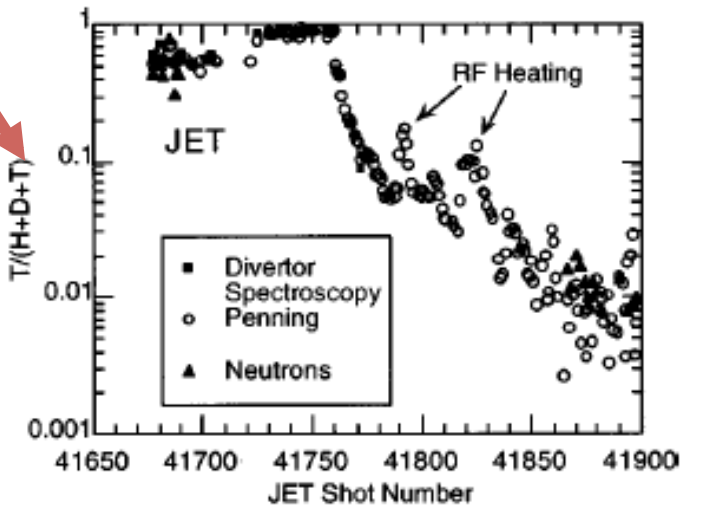 1
RF Heating
JET
0.1
T/(H+D+T)
Divertor
Spectroscopy
Penning
Neutrons
0.01
0.001
41650 41700 41750 41800 41850 41900
JET Shot Number